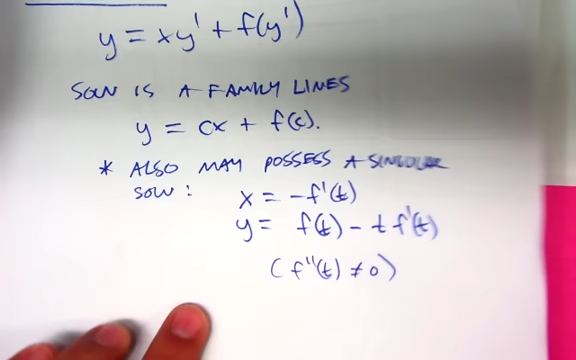 y = xy' + f(y')
SOLN IS A FAMILY LINES
y = cx + f(c).
* ALSO MAY POSSESS A SINGULAR
SOLN : x = -f'(t)
y = f(t) - t f'(t)
(f"(t) ≠ 0)